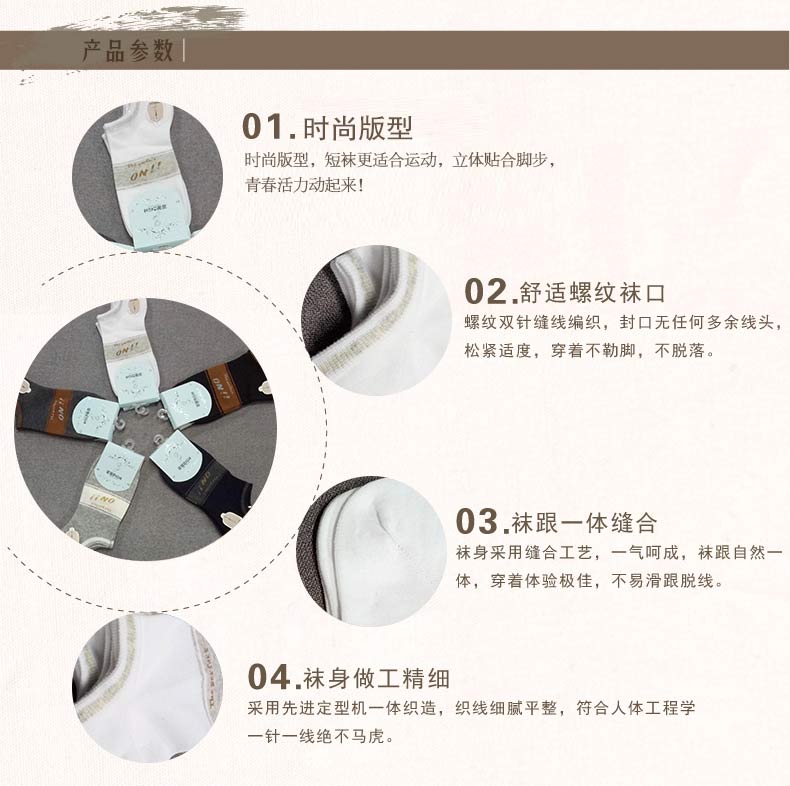 产品参数
01.时尚版型
时尚版型，短袜更适合运动，立体贴合脚步，
青春活力动起来！
02.舒适螺纹袜口
螺纹双针缝线编织，封口无任何多余线头，
松紧适度，穿着不勒脚，不脱落。
03.袜跟一体缝合
袜身采用缝合工艺，一气呵成，袜跟自然一
体，穿着体验极佳，不易滑跟脱线。
04.袜身做工精细
采用先进定型机一体织造，织线细腻平整，符合人体工程学
一针一线绝不马虎。